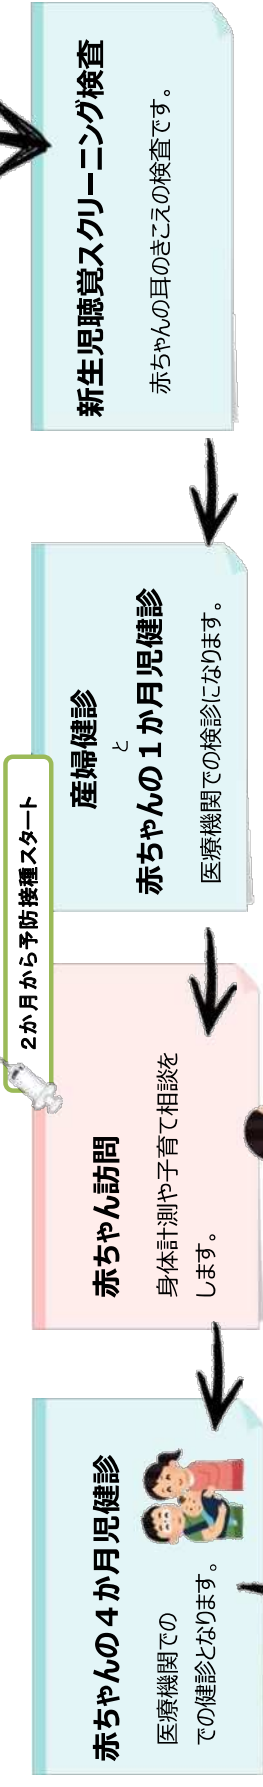 新生児聴覚スクリーニング検査
赤ちゃんの耳のきこえの検査です。
産婦健診
と
赤ちゃんの１か月児健診
医療機関での検診になります。
２か月から予防接種スタート
赤ちゃん訪問
身体計測や子育て相談を
します。
赤ちゃんの４か月児健診
医療機関での
での健診となります。